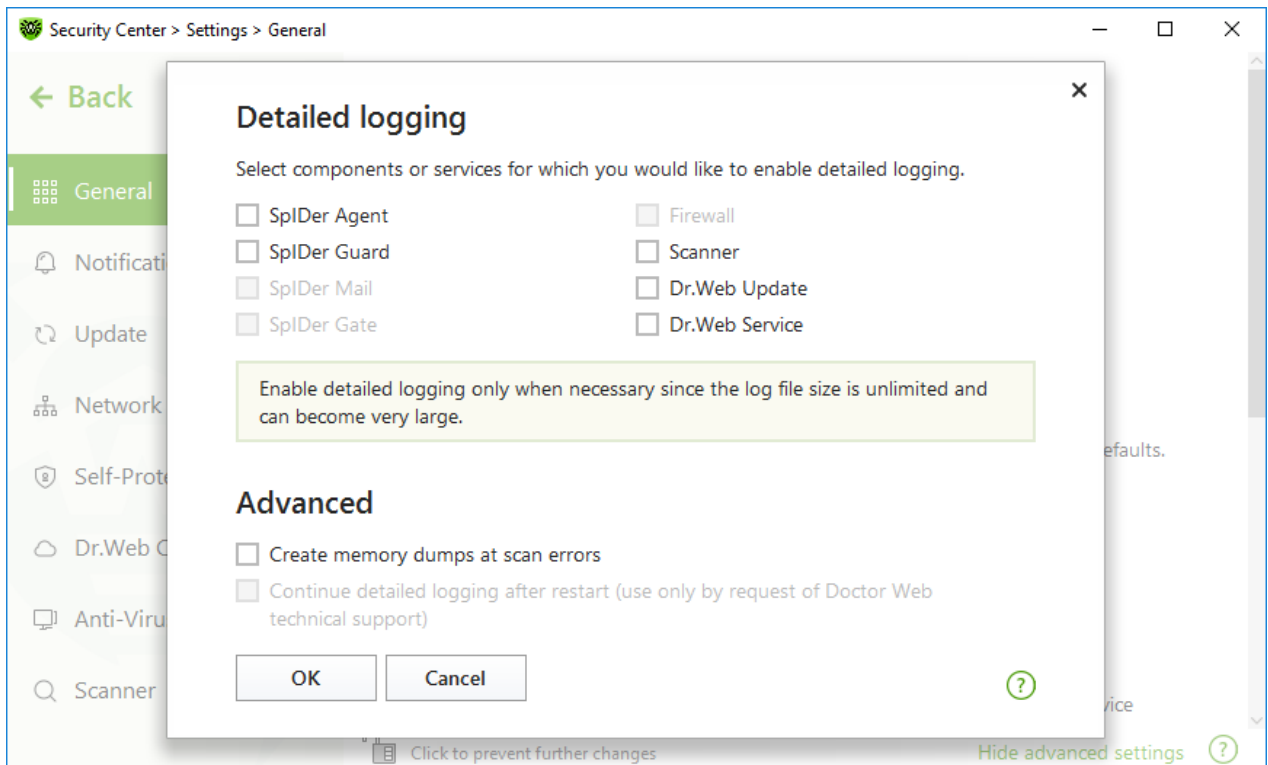 Security Center > Settings > General
Back
General
Notificati
Update
Network
Self-Prote
Dr.Web C
Anti-Viru
Scanner
Detailed logging
Select components or services for which you would like to enable detailed logging.
SpIDer Agent
SpIDer Guard
SpIDer Mail
SpIDer Gate
Firewall
Scanner
Dr.Web Update
Dr.Web Service
Enable detailed logging only when necessary since the log file size is unlimited and
can become very large.
Advanced
Create memory dumps at scan errors
Continue detailed logging after restart (use only by request of Doctor Web
technical support)
OK
Cancel
?
efaults.
vice
Click to prevent further changes
Hide advanced settings
?